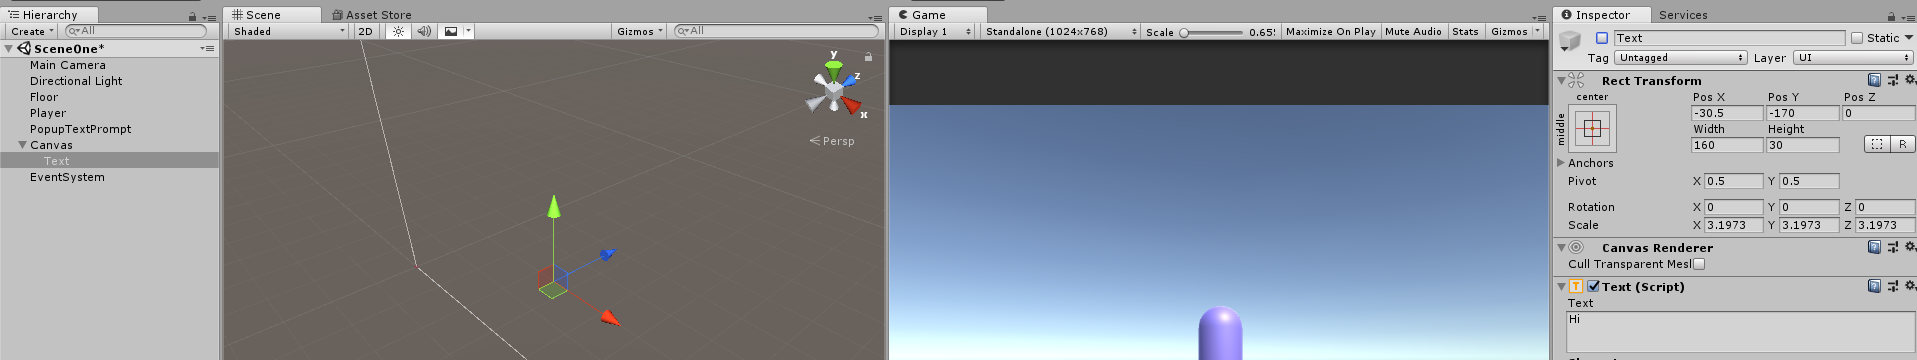 Hierarchy
Create
All
SceneOne*
Main Camera
Directional Light
Floor
Player
PopupTextPrompt
Canvas
Text
EventSystem
Scene
Asset Store
Shaded
2D
Gizmos
All
y
z
x
Persp
Game
Display 1
Standalone (1024x768)
Scale
0.65
Maximize On Play
Mute Audio
Stats
Gizmos
Inspector
Services
Text
Static
Tag
Untagged
Layer
UI
Rect Transform
center
middle
Pos X
Pos Y
Pos Z
-30.5
-170
0
Width
Height
160
30
R
Anchors
Pivot
X 0.5
Y 0.5
Rotation
X 0
Y 0
Z 0
Scale
X 3.1973
Y 3.1973
Z 3.1973
Canvas Renderer
Cull Transparent Mesl
T
Text (Script)
Text
Hi